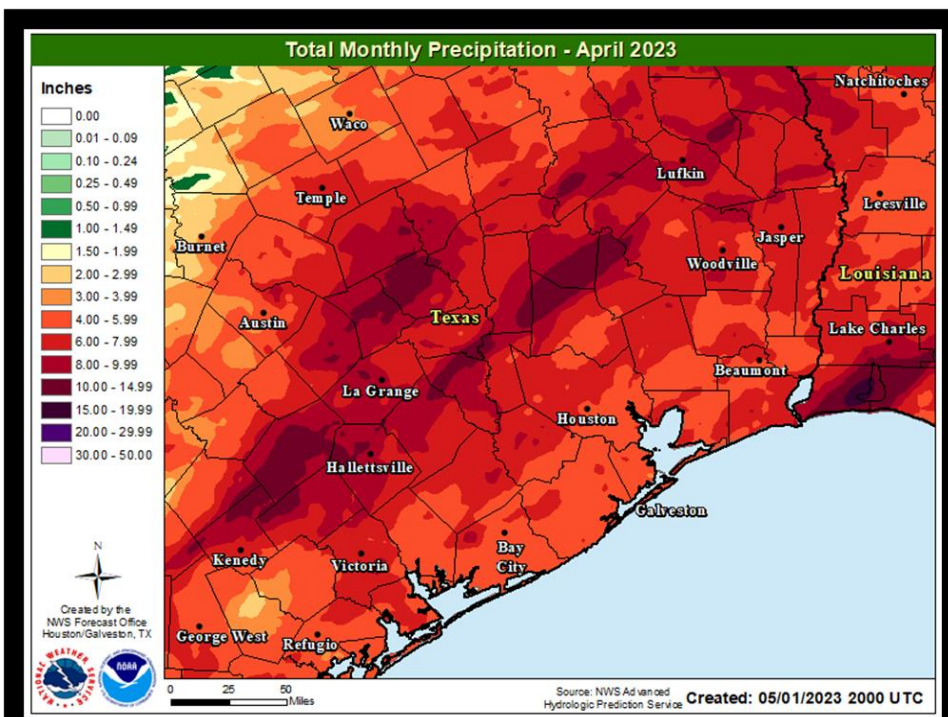 Total Monthly Precipitation - April 2023
Inches
0.00
0.01 - 0.09
0.10 - 0.24
0.25 - 0.49
0.50 - 0.99
1.00 - 1.49
1.50 - 1.99
2.00 - 2.99
3.00 - 3.99
4.00 - 5.99
6.00 - 7.99
8.00 - 9.99
10.00 - 14.99
15.00 - 19.99
20.00 - 29.99
30.00 - 50.00
Natchitoches
Waco
Lufkin
Temple
Leesville
Burnet
Jasper
Woodville
Louisiana
Austin
Texas
Lake Charles
Beaumont
La Grange
Houston
Hallettsville
Galveston
Kenedy
Victoria
Bay
City
George West
Refugio
N
Created by the
NWS Forecast Office
Houston/Galveston, TX
NATIONAL WEATHER SERVICE
NOAA
0 25 50
Miles
Source: NWS Advanced
Hydrologic Prediction Service
Created: 05/01/2023 2000 UTC